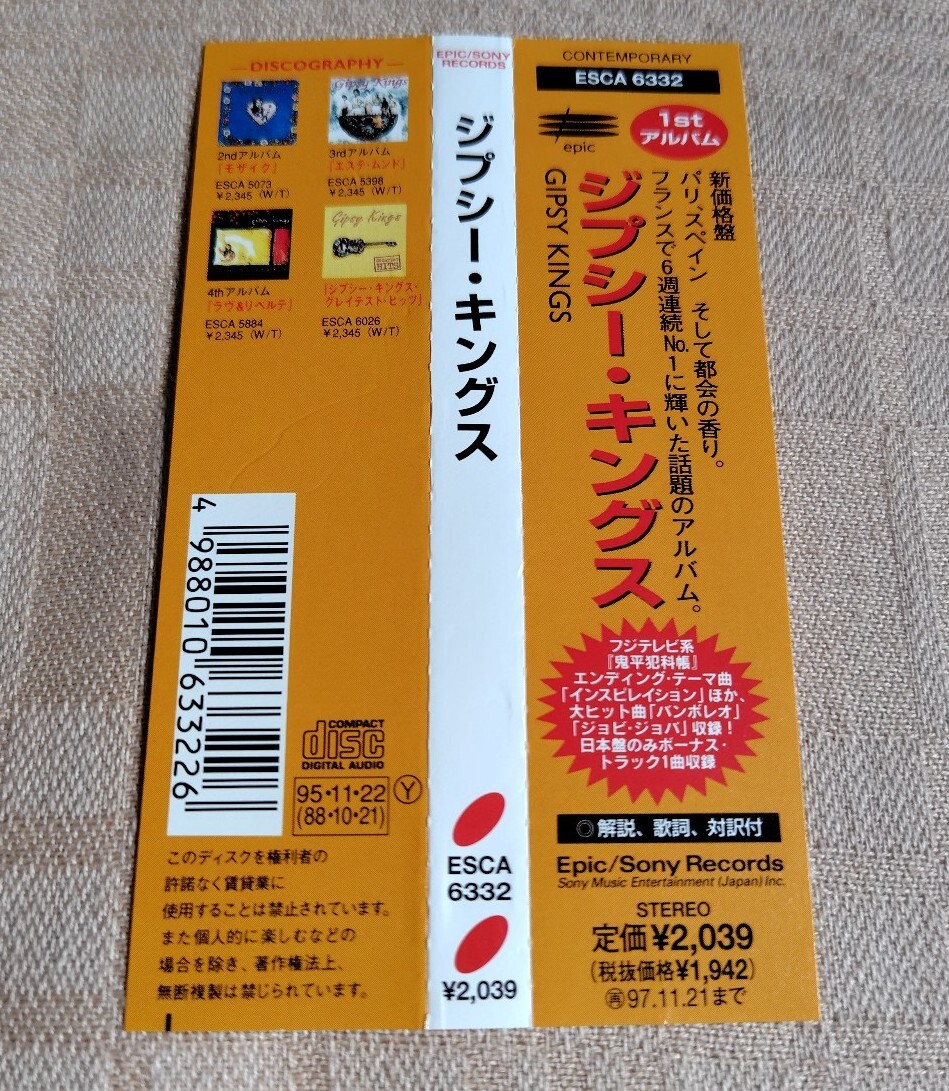 DISCOGRAPHY
2ndアルバム
「モザイク」
ESCA 5073
¥2,345 (W/T)
Gipsy Kings
3rdアルバム
「エステ・ムンド」
ESCA 5398
¥2,345 (W/T)
4thアルバム
「ラヴ&リベルテ」
ESCA 5884
¥2,345 (W/T)
Gipsy Kings
HITS
「ジプシー・キングス・
グレイテスト・ヒッツ」
ESCA 6026
¥2,345 (W/T)
4 988010 633226
COMPACT
disc
DIGITAL AUDIO
95・11・22
(88・10・21)
Y
このディスクを権利者の
許諾なく賃貸業に
使用することは禁止されています。
また個人的に楽しむなどの
場合を除き、著作権法上、
無断複製は禁じられています。
EPIC/SONY
RECORDS
ジプシー・キングス
ESCA
6332
¥2,039
CONTEMPORARY
ESCA 6332
epic
1st
アルバム
新価格盤
パリ、スペイン そして都会の香り。
フランスで6週連続No.1に輝いた話題のアルバム。
ジプシー・キングス
GIPSY KINGS
フジテレビ系
『鬼平犯科帳』
エンディング・テーマ曲
「インスピレイション」ほか、
大ヒット曲「バンボレオ」
「ジョビ・ジョバ」収録!
日本盤のみボーナス・
トラック1曲収録
◎解説、歌詞、対訳付
Epic/Sony Records
Sony Music Entertainment (Japan) Inc.
STEREO
定価¥2,039
(税抜価格¥1,942)
㊢97.11.21まで